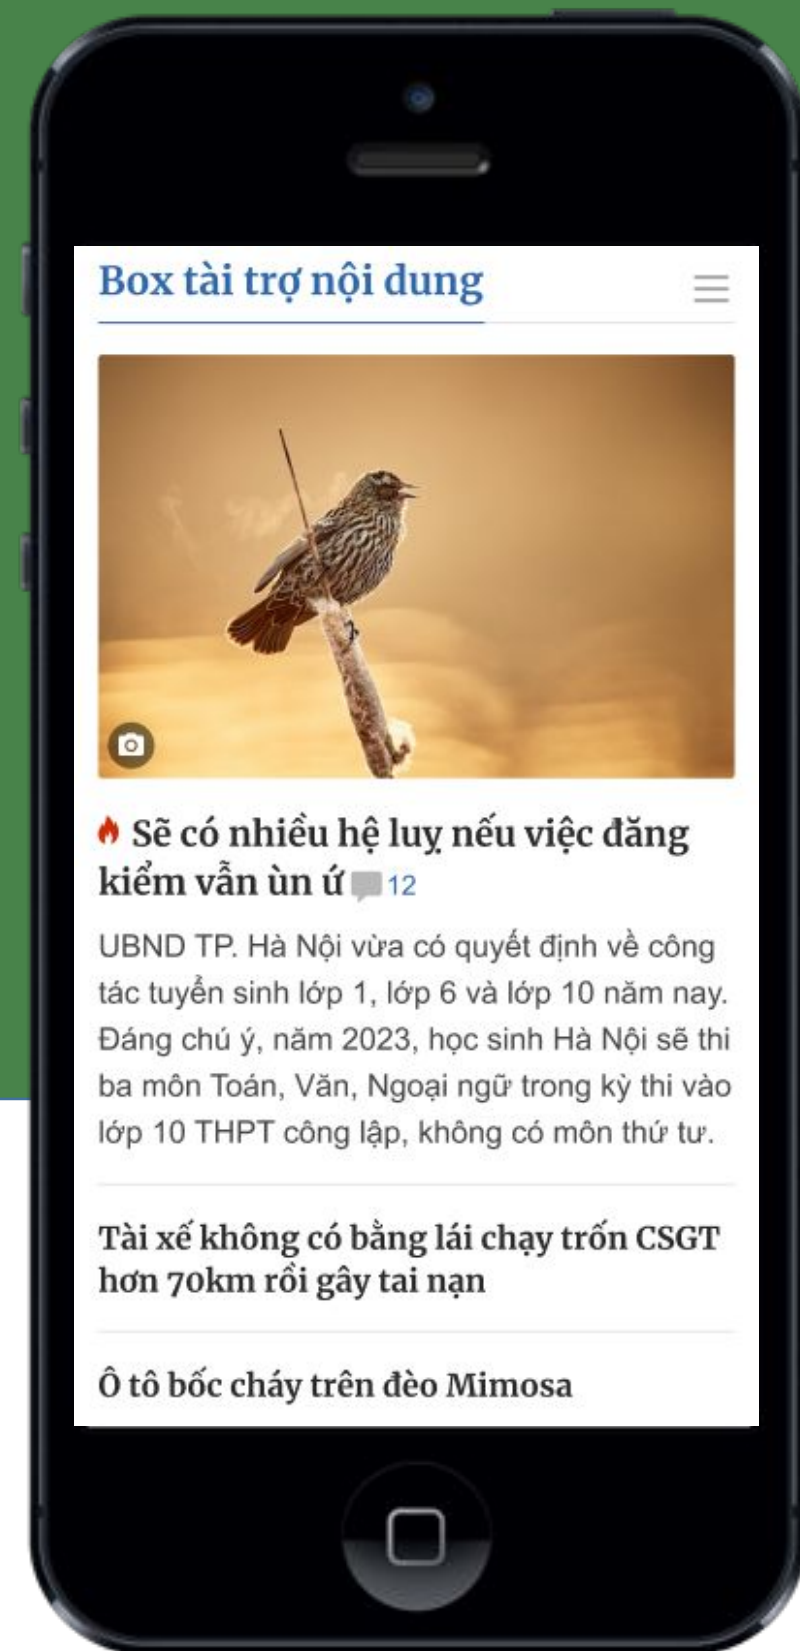 Box tài trợ nội dung
Sẽ có nhiều hệ luỵ nếu việc đăng
kiểm vẫn ùn ứ 12
UBND TP. Hà Nội vừa có quyết định về công
tác tuyển sinh lớp 1, lớp 6 và lớp 10 năm nay.
Đáng chú ý, năm 2023, học sinh Hà Nội sẽ thi
ba môn Toán, Văn, Ngoại ngữ trong kỳ thi vào
lớp 10 THPT công lập, không có môn thứ tư.
Tài xế không có bằng lái chạy trốn CSGT
hơn 70km rồi gây tai nạn
Ô tô bốc cháy trên đèo Mimosa